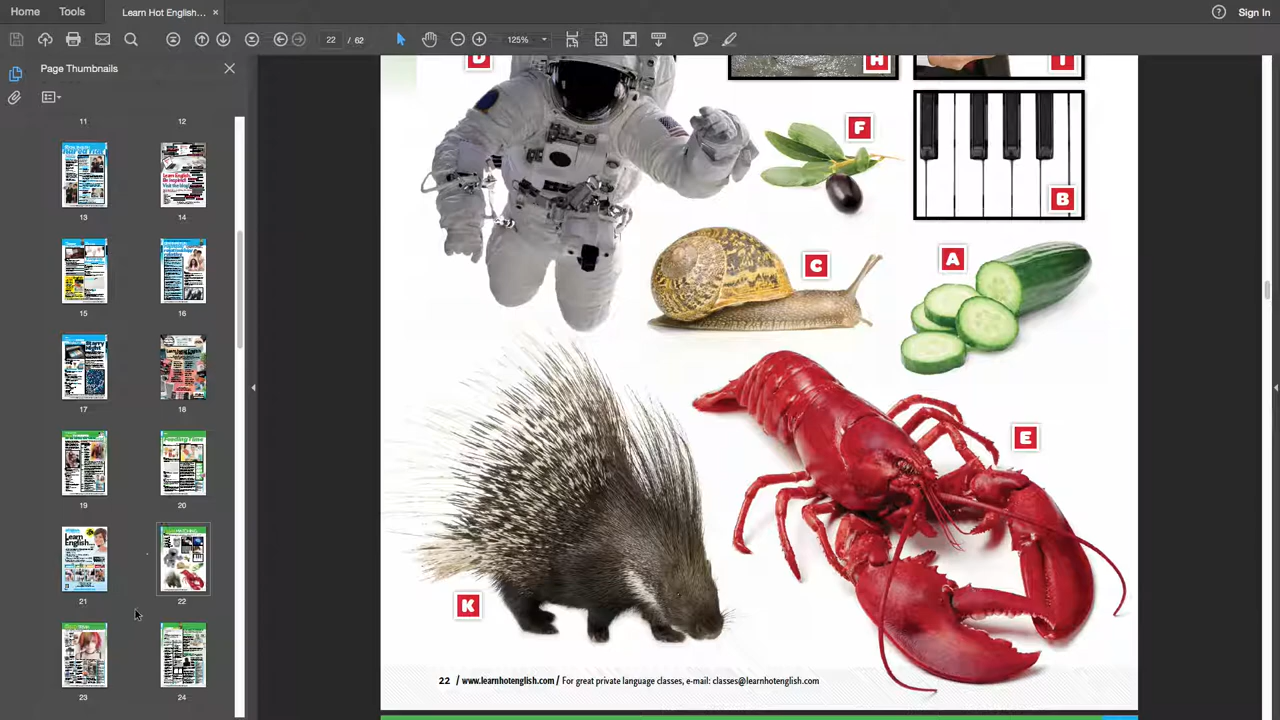 Home
Tools
Learn Hot English...
×
Sign In
22 / 62
125%
Page Thumbnails
11
12
13
14
15
16
17
18
19
20
21
22
23
24
D
H
I
F
B
C
A
E
K
22 / www.learnhotenglish.com / For great private language classes, e-mail: classes@learnhotenglish.com